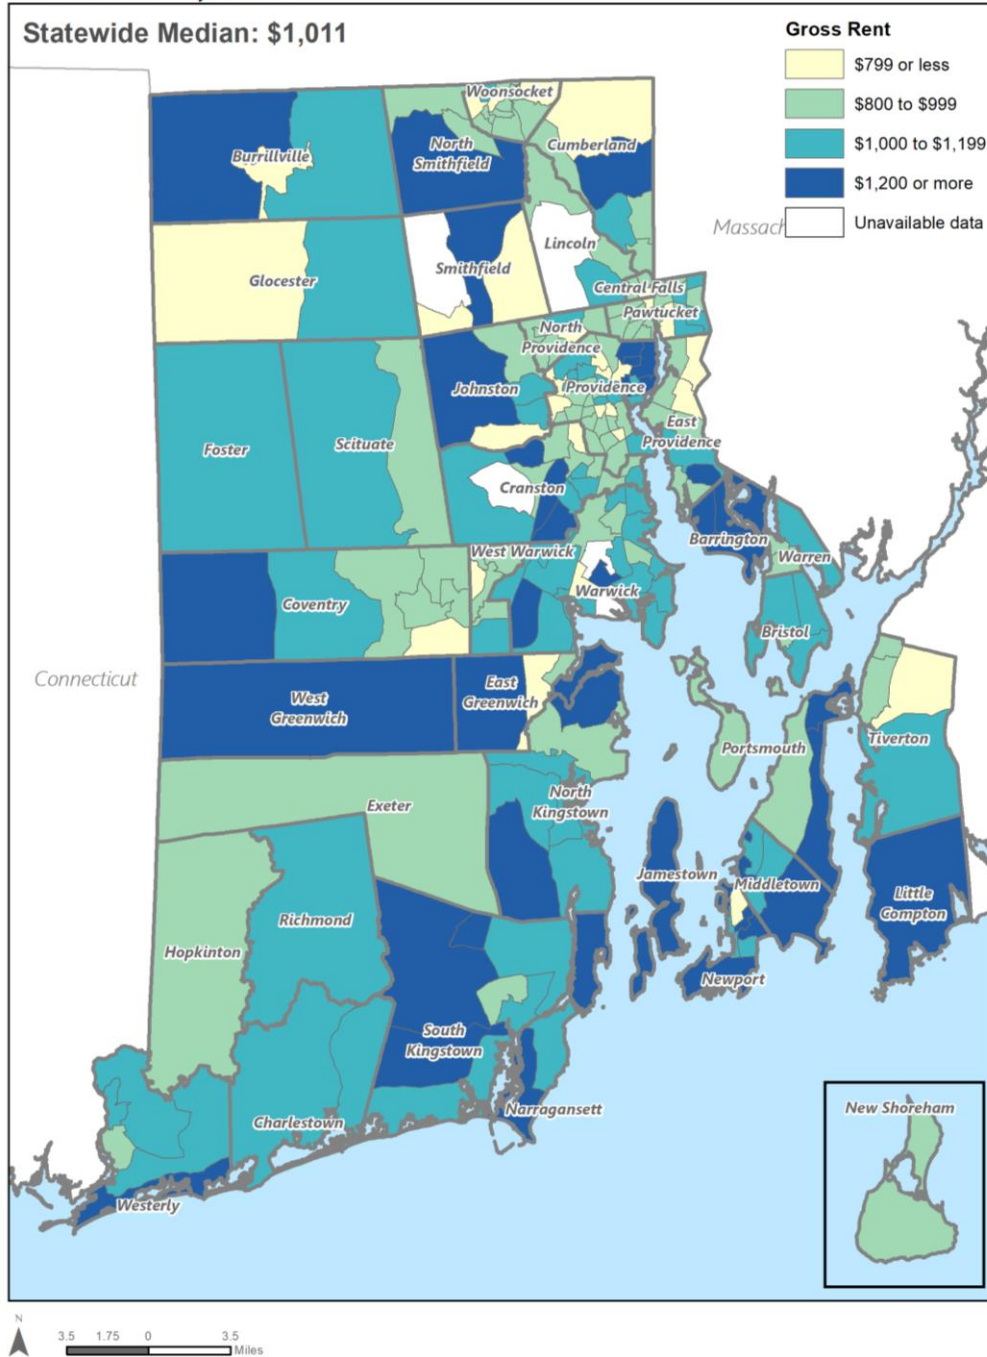 Statewide Median: $1,011
Gross Rent
$799 or less
$800 to $999
$1,000 to $1,199
$1,200 or more
Unavailable data
Woonsocket
Burrillville
North
Smithfield
Cumberland
Massach
Lincoln
Smithfield
Glocester
Central Falls
Pawtucket
North
Providence
Johnston
Providence
East
Providence
Foster
Scituate
Cranston
Barrington
West Warwick
Warren
Warwick
Coventry
Bristol
Connecticut
West
Greenwich
East
Greenwich
Tiverton
Portsmouth
Exeter
North
Kingstown
Jamestown
Middletown
Little
Compton
Richmond
Hopkinton
Newport
South
Kingstown
Narragansett
Charlestown
New Shoreham
Westerly
N
3.5 1.75 0 3.5
Miles